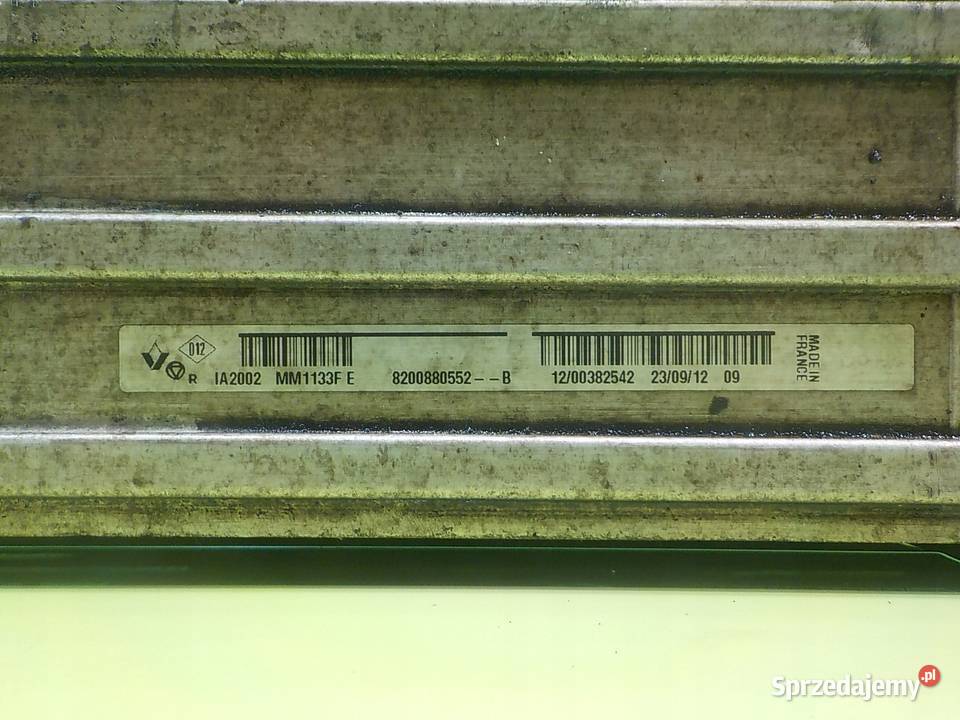 D12
R IA2002 MM1133F E 8200880552--B 12/00382542 23/09/12 09
MADE IN
FRANCE
Sprzedajemy.pl